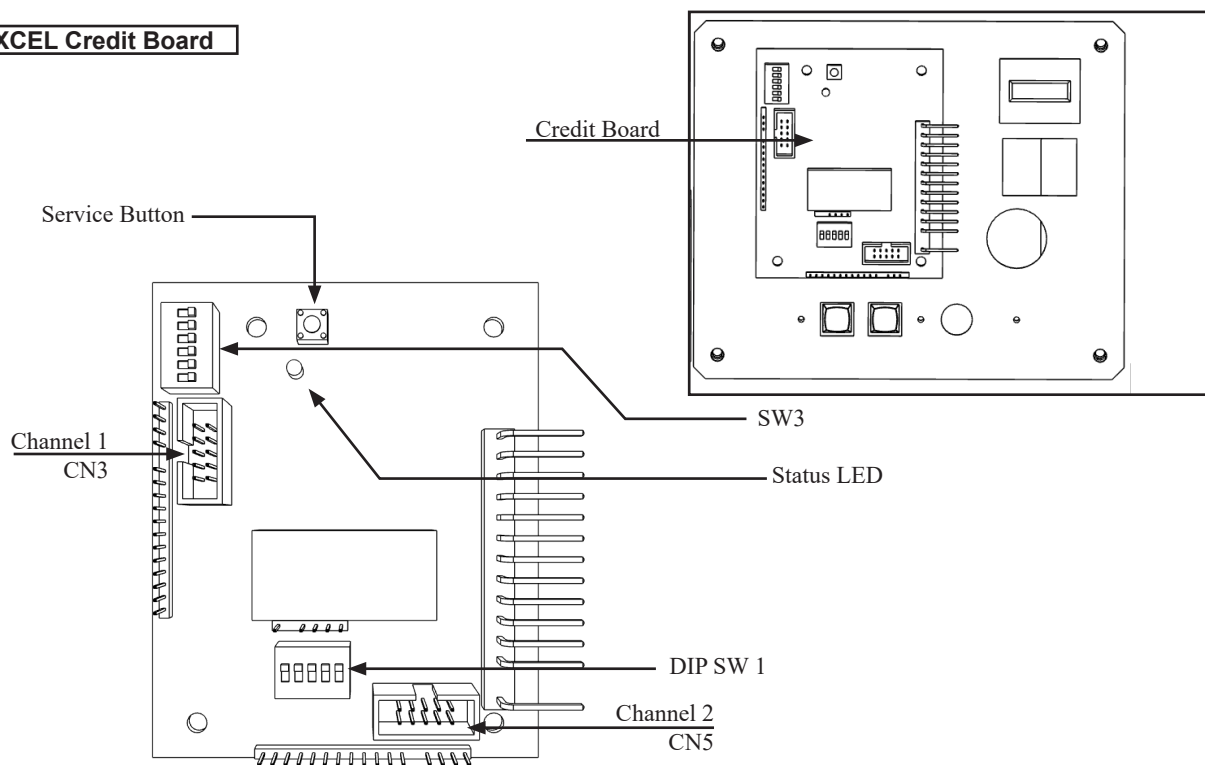 XCEL Credit Board
Credit Board
Service Button
SW3
Channel 1
CN3
Status LED
DIP SW 1
Channel 2
CN5